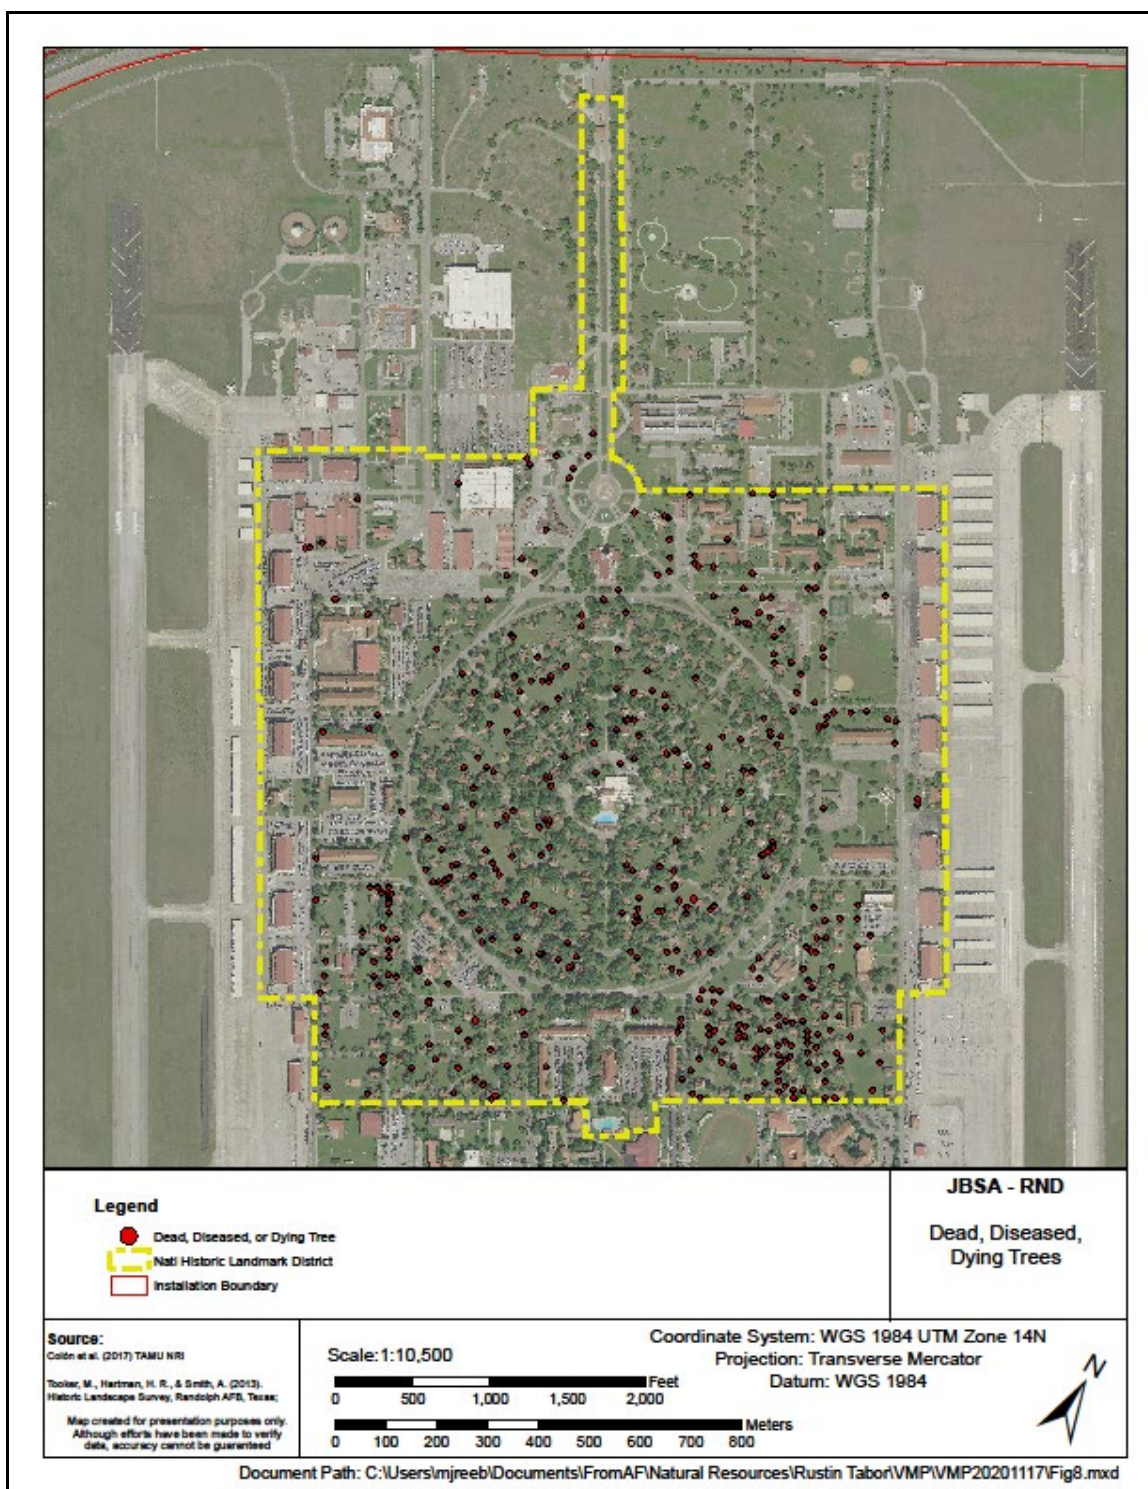 Legend
Dead, Diseased, or Dying Tree
Natl Historic Landmark District
Installation Boundary
JBSA - RND
Dead, Diseased,
Dying Trees
Source:
Colón et al. (2017) TAMU NRI
Tooker, M., Hartman, H. R., & Smith, A. (2013).
Historic Landscape Survey, Randolph AFB, Texas;
Map created for presentation purposes only.
Although efforts have been made to verify
data, accuracy cannot be guaranteed
Scale:1:10,500
Feet
0 500 1,000 1,500 2,000
Meters
0 100 200 300 400 500 600 700 800
Coordinate System: WGS 1984 UTM Zone 14N
Projection: Transverse Mercator
Datum: WGS 1984
N
Document Path: C:\Users\mjreeb\Documents\FromAF\Natural Resources\Rustin Tabor\VMP\VMP20201117\Fig8.mxd